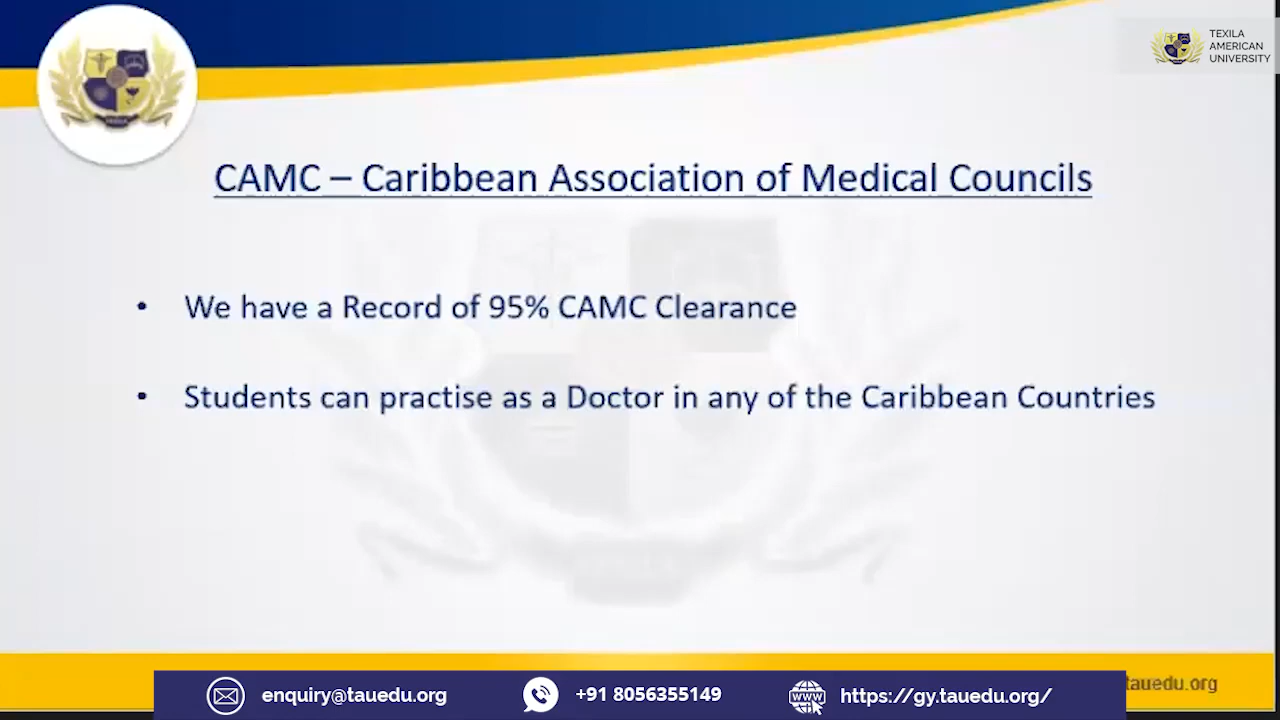 TEXILA
AMERICAN
UNIVERSITY
CAMC – Caribbean Association of Medical Councils
• We have a Record of 95% CAMC Clearance
• Students can practise as a Doctor in any of the Caribbean Countries
tauedu.org
enquiry@tauedu.org
+91 8056355149
https://gy.tauedu.org/